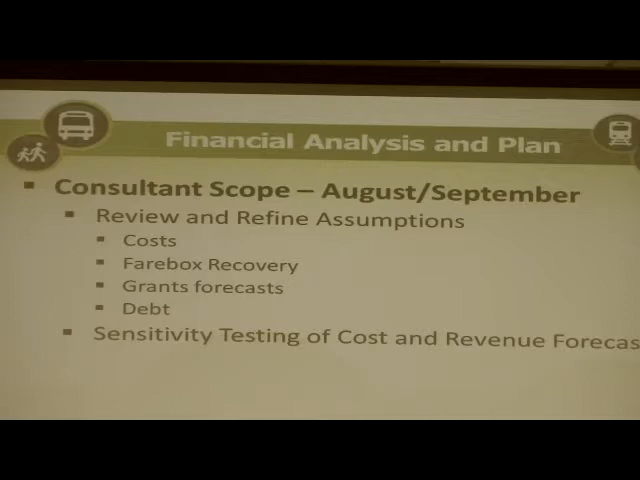 Financial Analysis and Plan
▪ Consultant Scope – August/September
▪ Review and Refine Assumptions
▪ Costs
▪ Farebox Recovery
▪ Grants forecasts
▪ Debt
▪ Sensitivity Testing of Cost and Revenue Forecas